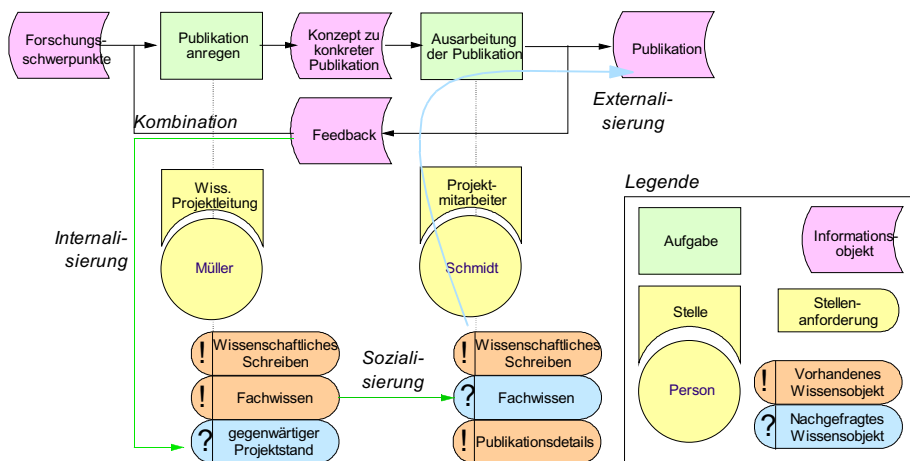 Forschungs-
schwerpunkte
Publikation
anregen
Konzept zu
konkreter
Publikation
Ausarbeitung
der Publikation
Publikation
Externali-
sierung
Kombination
Feedback
Wiss.
Projektleitung
Müller
Projekt-
mitarbeiter
Schmidt
Internali-
sierung
! Wissenschaftliches
Schreiben
! Fachwissen
? gegenwärtiger
Projektstand
Soziali-
sierung
! Wissenschaftliches
Schreiben
? Fachwissen
! Publikationsdetails
Legende
Aufgabe
Informations-
objekt
Stelle
Person
Stellen-
anforderung
! Vorhandenes
Wissensobjekt
? Nachgefragtes
Wissensobjekt